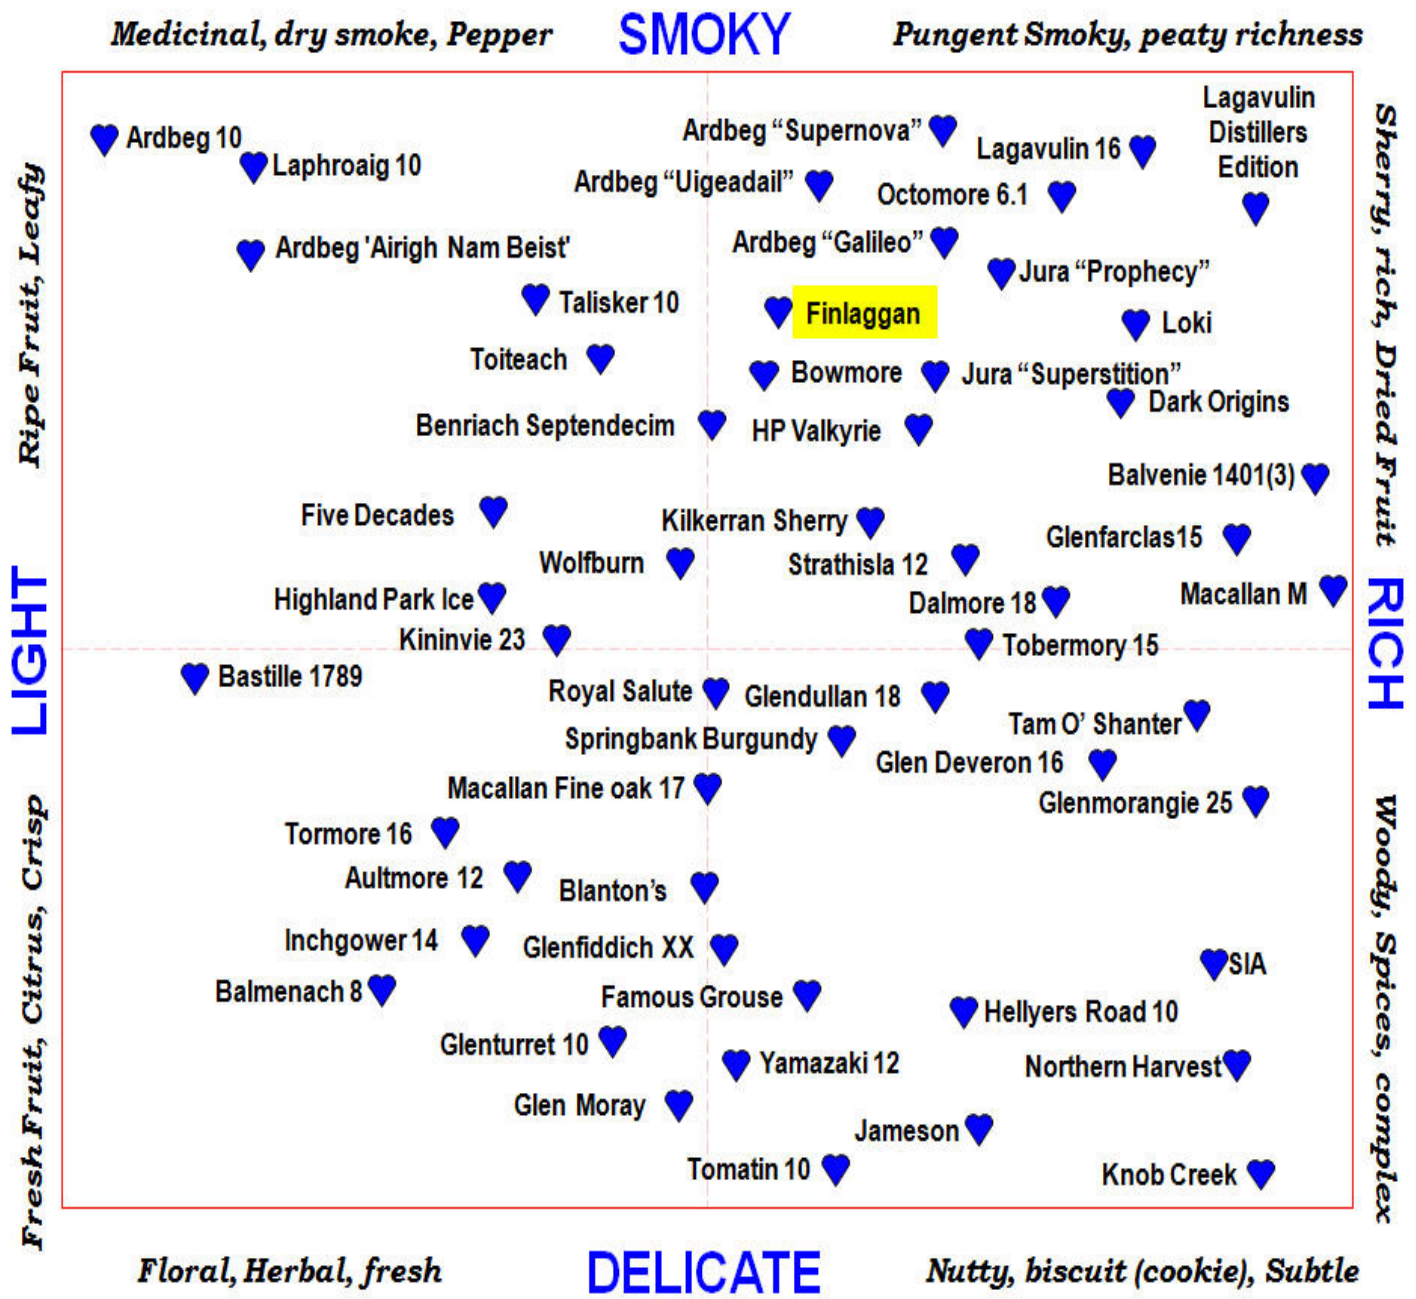 Medicinal, dry smoke, Pepper
SMOKY
Pungent Smoky, peaty richness
Ripe Fruit, Leafy
LIGHT
Fresh Fruit, Citrus, Crisp
Sherry, rich, Dried Fruit
RICH
Woody, Spices, complex
Ardbeg 10
Laphroaig 10
Ardbeg 'Airigh Nam Beist'
Talisker 10
Toiteach
Benriach Septendecim
Five Decades
Wolfburn
Highland Park Ice
Kininvie 23
Ardbeg “Supernova”
Lagavulin 16
Lagavulin
Distillers
Edition
Ardbeg “Uigeadail”
Octomore 6.1
Ardbeg “Galileo”
Jura “Prophecy”
Finlaggan
Loki
Bowmore
Jura “Superstition”
Dark Origins
HP Valkyrie
Balvenie 1401(3)
Kilkerran Sherry
Glenfarclas15
Strathisla 12
Macallan M
Dalmore 18
Tobermory 15
Bastille 1789
Royal Salute
Glendullan 18
Tam O’ Shanter
Springbank Burgundy
Glen Deveron 16
Macallan Fine oak 17
Glenmorangie 25
Tormore 16
Aultmore 12
Blanton’s
Inchgower 14
Glenfiddich XX
SIA
Balmenach 8
Famous Grouse
Hellyers Road 10
Glenturret 10
Yamazaki 12
Northern Harvest
Glen Moray
Jameson
Tomatin 10
Knob Creek
Floral, Herbal, fresh
DELICATE
Nutty, biscuit (cookie), Subtle